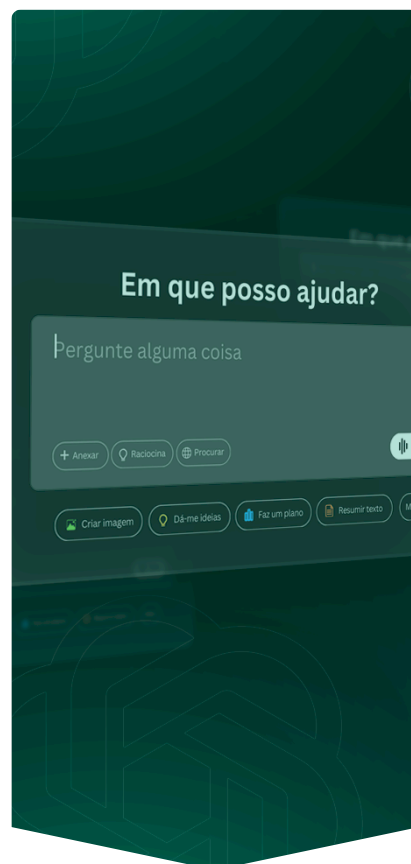 Em que posso ajudar?
Pergunte alguma coisa
Anexar
Raciocina
Procurar
Criar imagem
Dá-me ideias
Faz um plano
Resumir texto
M